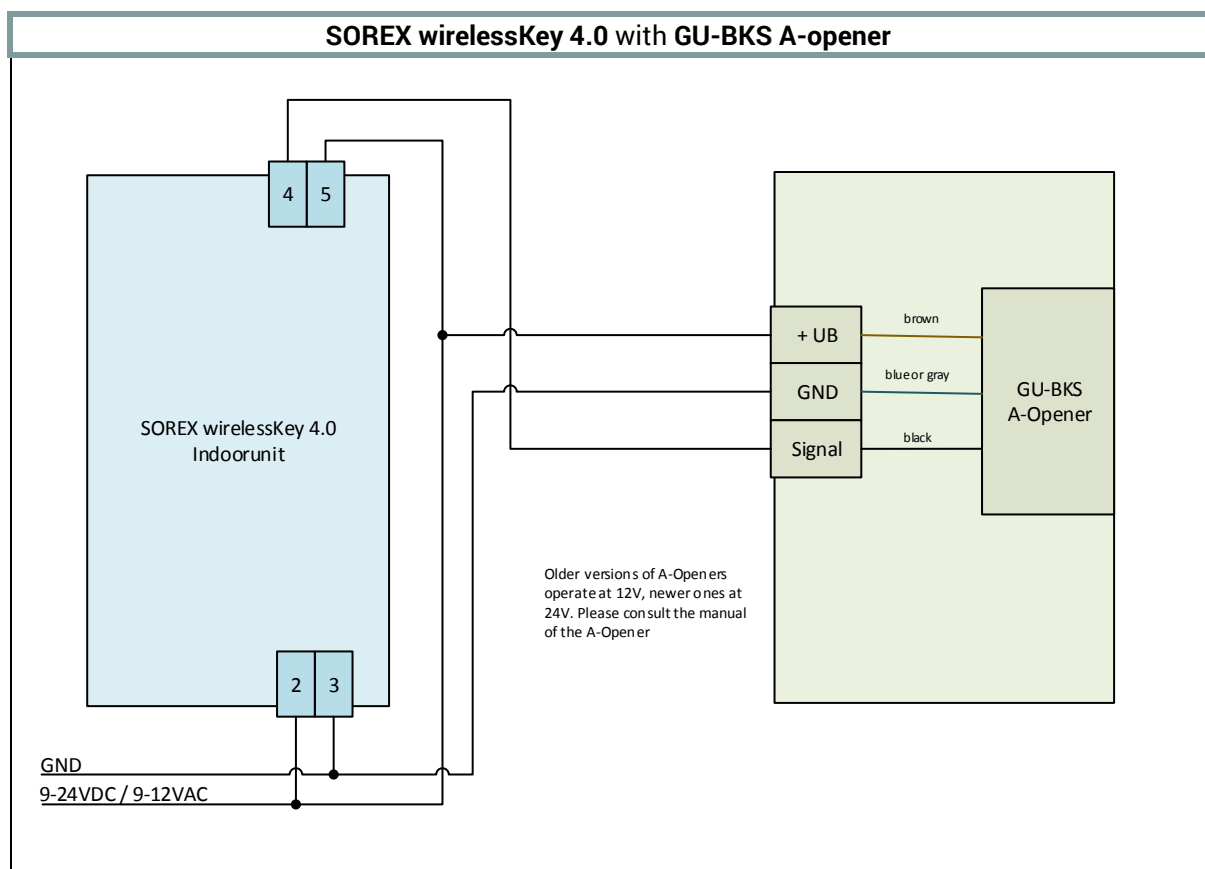 SOREX wirelessKey 4.0 with GU-BKS A-opener
4 5
SOREX wirelessKey 4.0
Indoorunit
2 3
GND
9-24VDC / 9-12VAC
+ UB
GND
Signal
brown
blue or gray
black
GU-BKS
A-Opener
Older versions of A-Openers
operate at 12V, newer ones at
24V. Please consult the manual
of the A-Opener